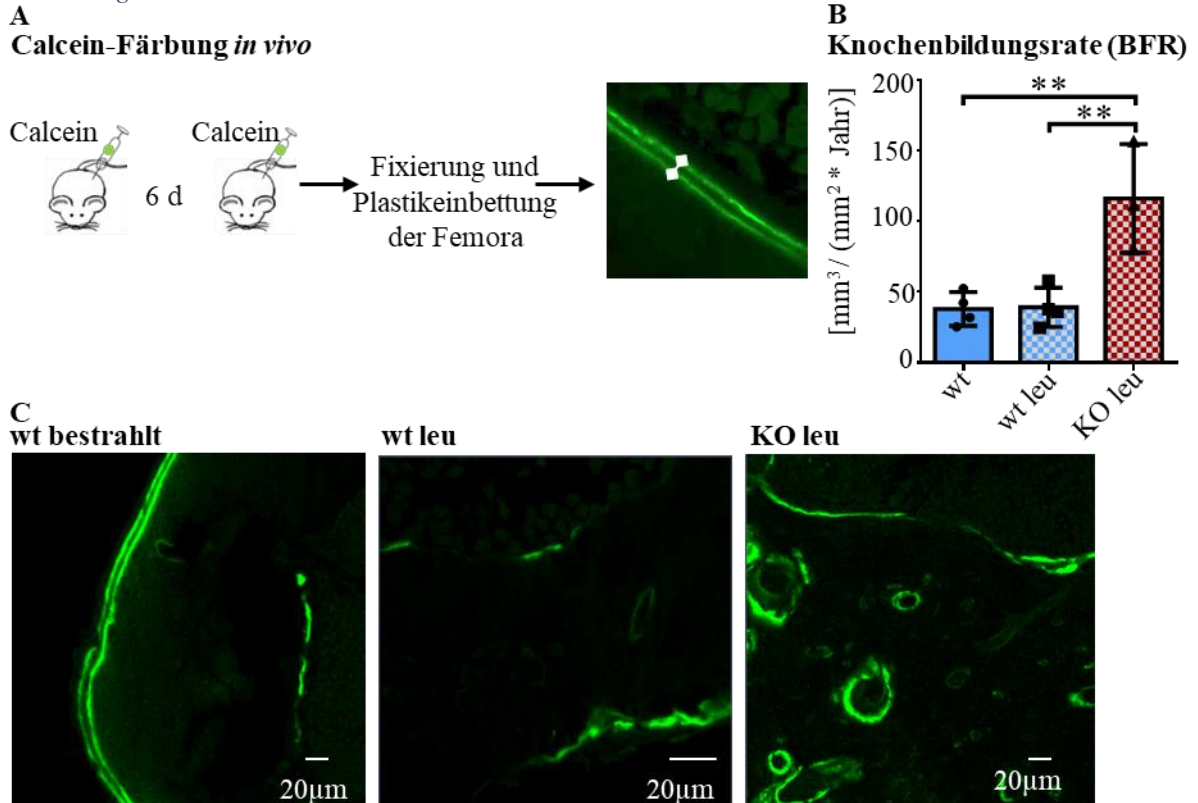 A
Calcein-Färbung in vivo
Calcein
6 d
Calcein
Fixierung und
Plastikeinbettung
der Femora
B
Knochenbildungsrate (BFR)
[mm³ / (mm² * Jahr)]
200
150
100
50
0
**
**
wt
wt leu
KO leu
C
wt bestrahlt
wt leu
KO leu
20µm
20µm
20µm